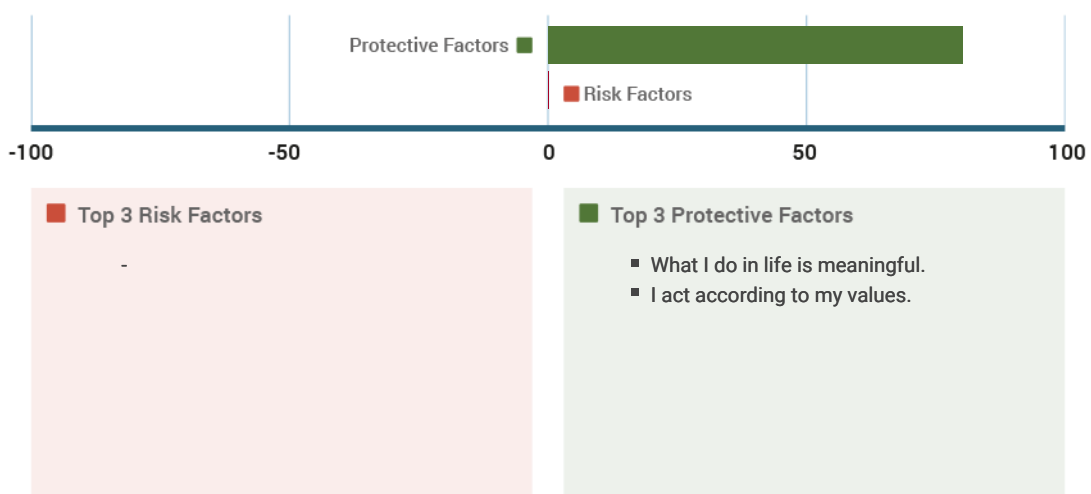 Protective Factors
Risk Factors
-100 -50 0 50 100
Top 3 Risk Factors
-
Top 3 Protective Factors
What I do in life is meaningful.
I act according to my values.